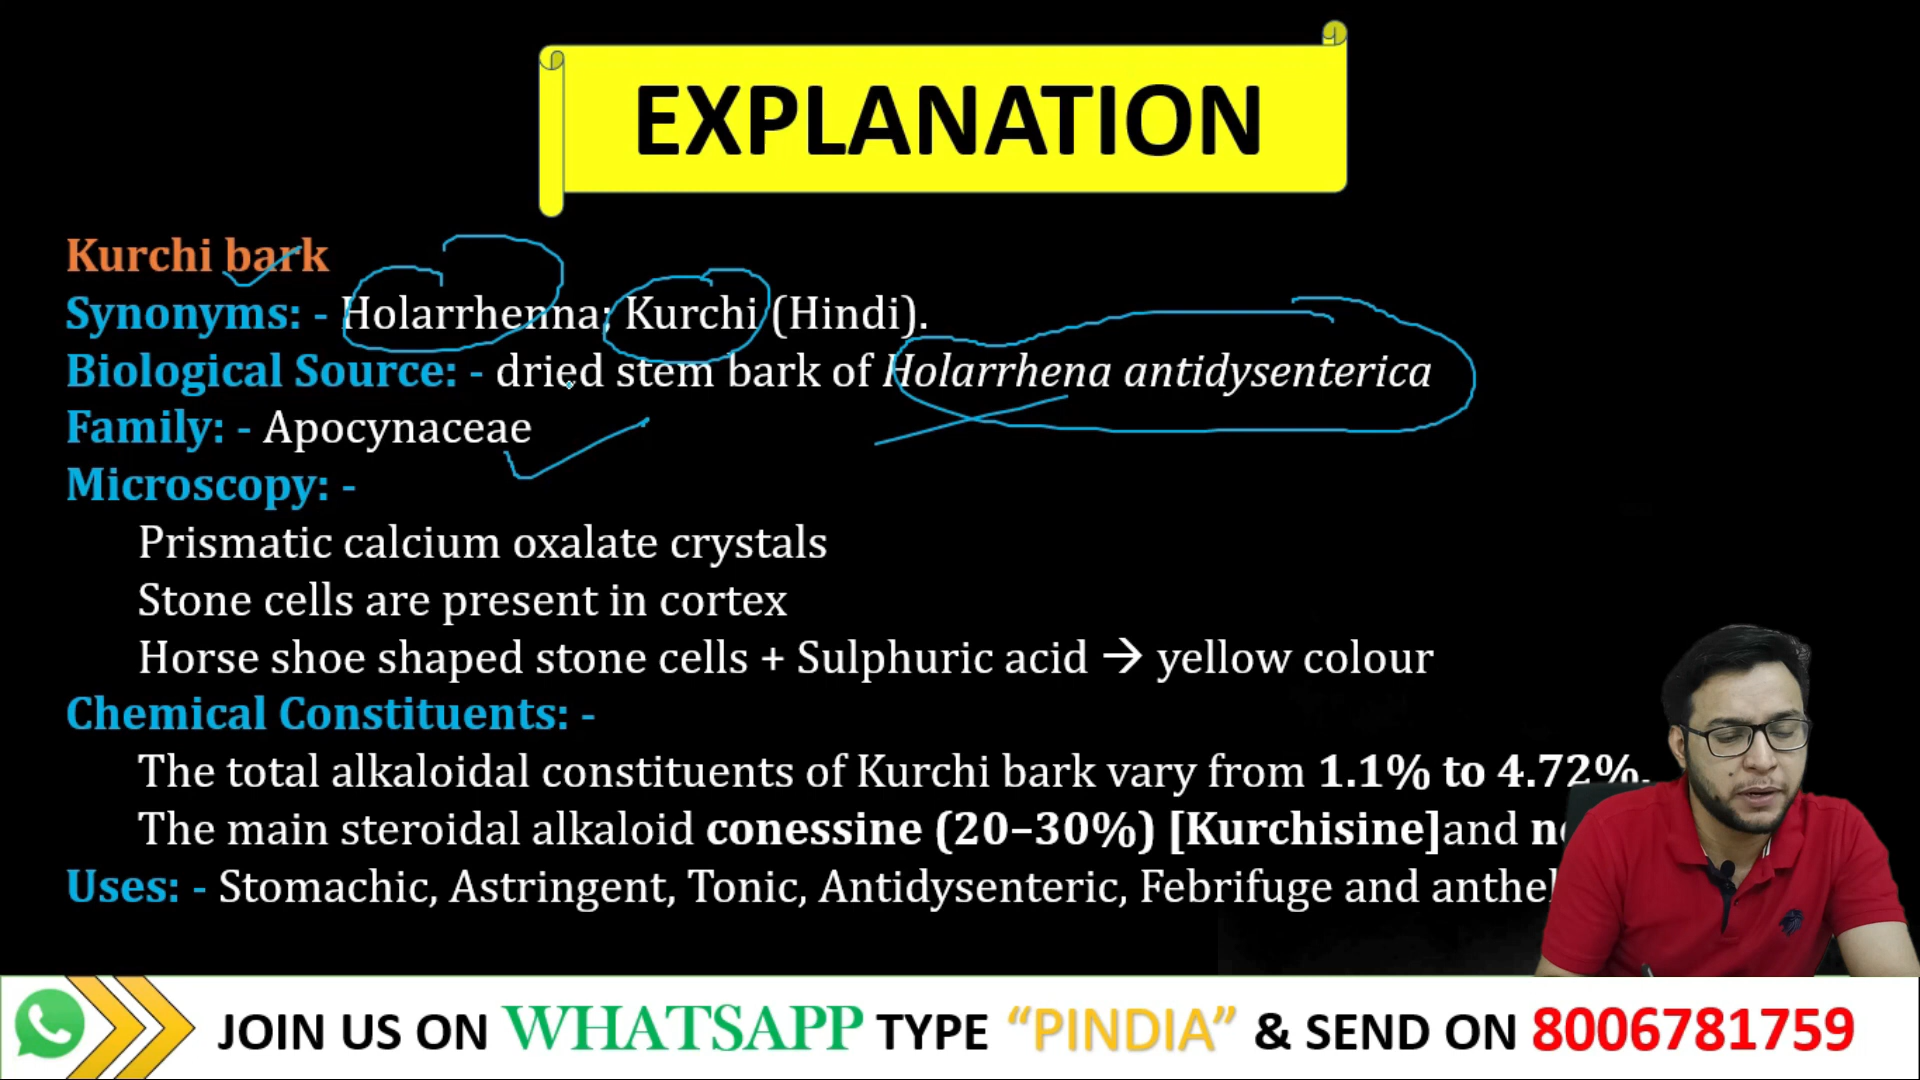 EXPLANATION
Kurchi bark
Synonyms: - Holarrhenna; Kurchi (Hindi).
Biological Source: - dried stem bark of Holarrhena antidysenterica
Family: - Apocynaceae
Microscopy: -
Prismatic calcium oxalate crystals
Stone cells are present in cortex
Horse shoe shaped stone cells + Sulphuric acid → yellow colour
Chemical Constituents: -
The total alkaloidal constituents of Kurchi bark vary from 1.1% to 4.72%.
The main steroidal alkaloid conessine (20–30%) [Kurchisine]and
Uses: - Stomachic, Astringent, Tonic, Antidysenteric, Febrifuge and
JOIN US ON WHATSAPP TYPE “PINDIA” & SEND ON 8006781759